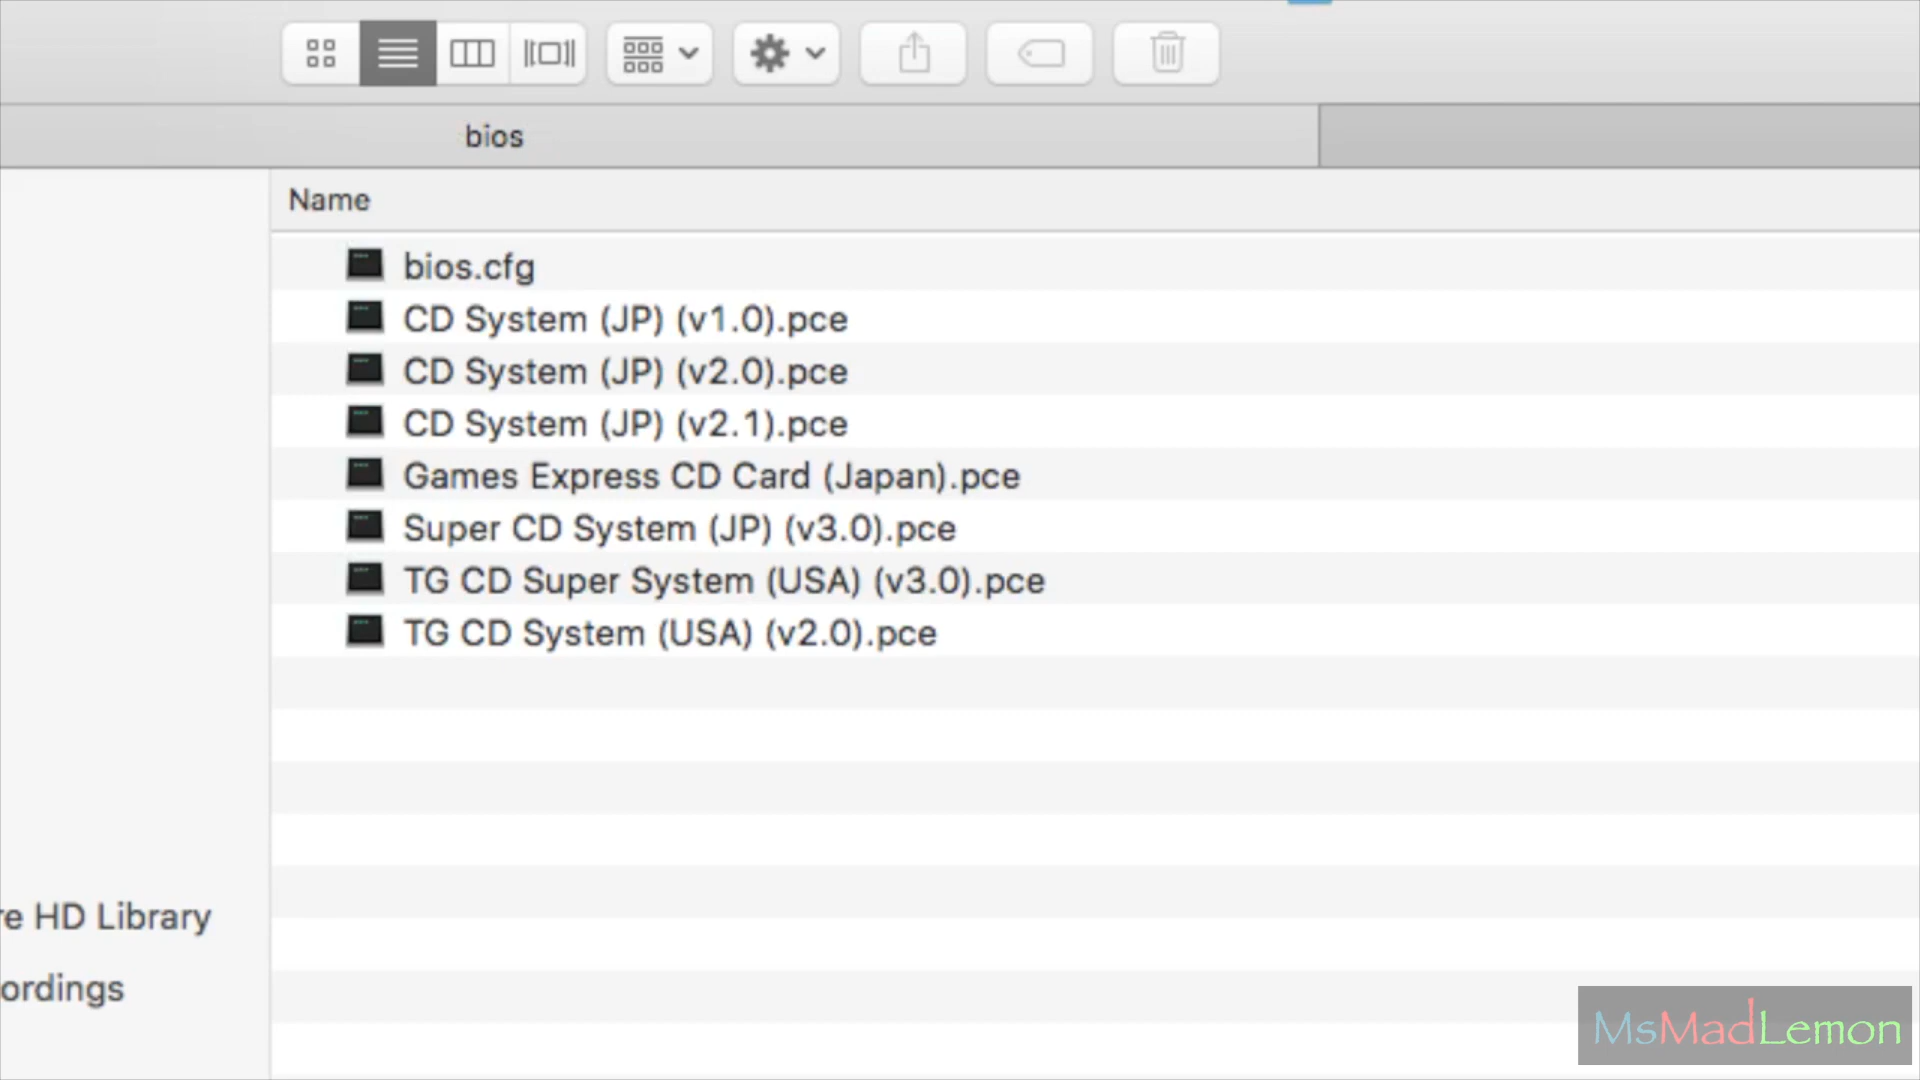 bios
Name
bios.cfg
CD System (JP) (v1.0).pce
CD System (JP) (v2.0).pce
CD System (JP) (v2.1).pce
Games Express CD Card (Japan).pce
Super CD System (JP) (v3.0).pce
TG CD Super System (USA) (v3.0).pce
TG CD System (USA) (v2.0).pce
re HD Library
ordings
MsMadLemon